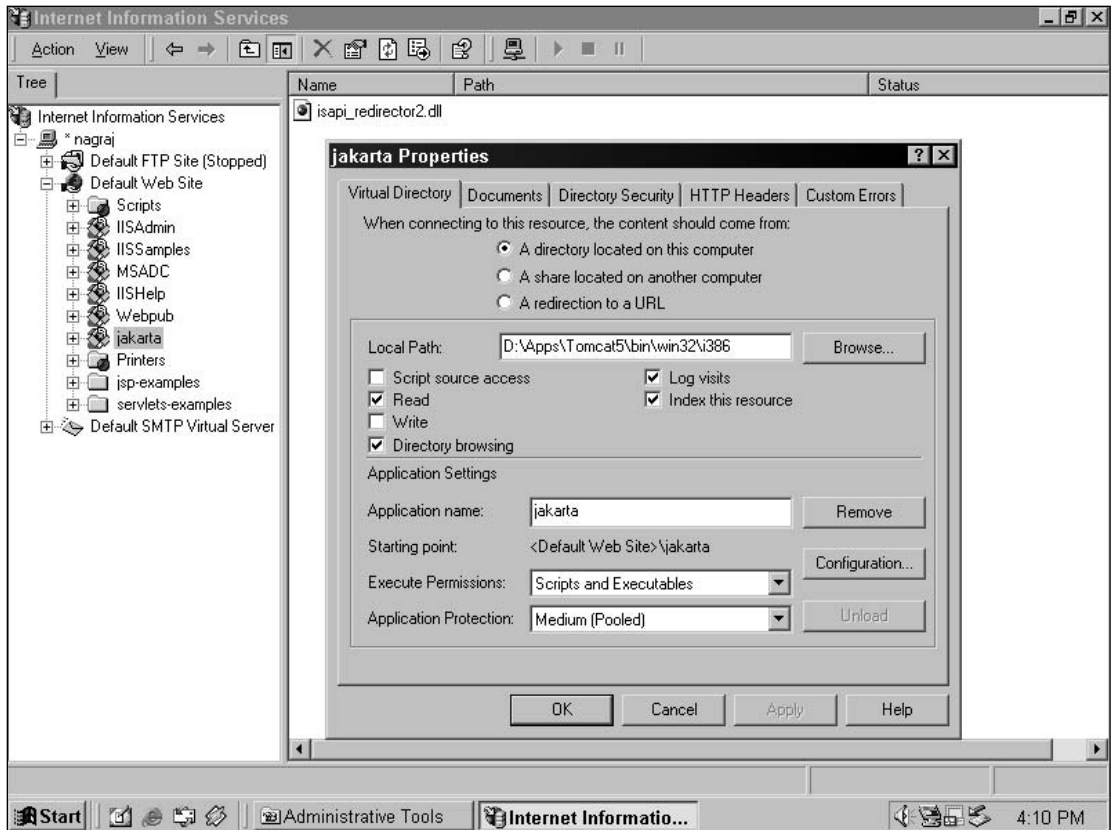 Internet Information Services
Action View
Tree
Name Path Status
Internet Information Services
* nagraj
Default FTP Site (Stopped)
Default Web Site
Scripts
IISAdmin
IISSamples
MSADC
IISHelp
Webpub
jakarta
Printers
jsp-examples
servlets-examples
Default SMTP Virtual Server
isapi_redirector2.dll
jakarta Properties
Virtual Directory Documents Directory Security HTTP Headers Custom Errors
When connecting to this resource, the content should come from:
A directory located on this computer
A share located on another computer
A redirection to a URL
Local Path: D:\Apps\Tomcat5\bin\win32\i386 Browse...
Script source access Log visits
Read Index this resource
Write
Directory browsing
Application Settings
Application name: jakarta Remove
Starting point: <Default Web Site>\jakarta
Configuration...
Execute Permissions: Scripts and Executables
Application Protection: Medium (Pooled) Unload
OK Cancel Apply Help
Start Administrative Tools Internet Informatio... 4:10 PM